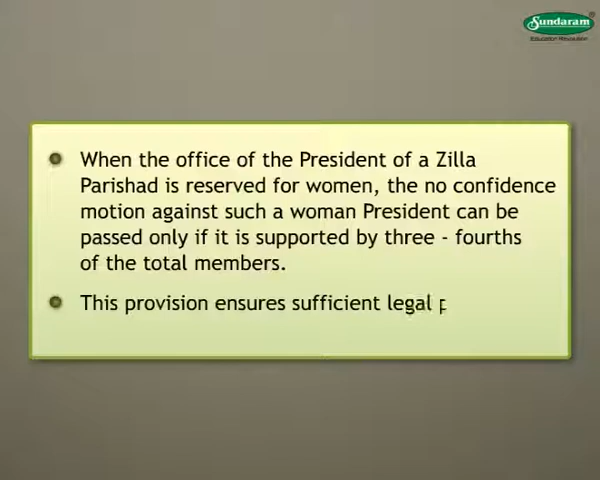 Sundaram
Education Revolution
When the office of the President of a Zilla
Parishad is reserved for women, the no confidence
motion against such a woman President can be
passed only if it is supported by three - fourths
of the total members.
This provision ensures sufficient legal